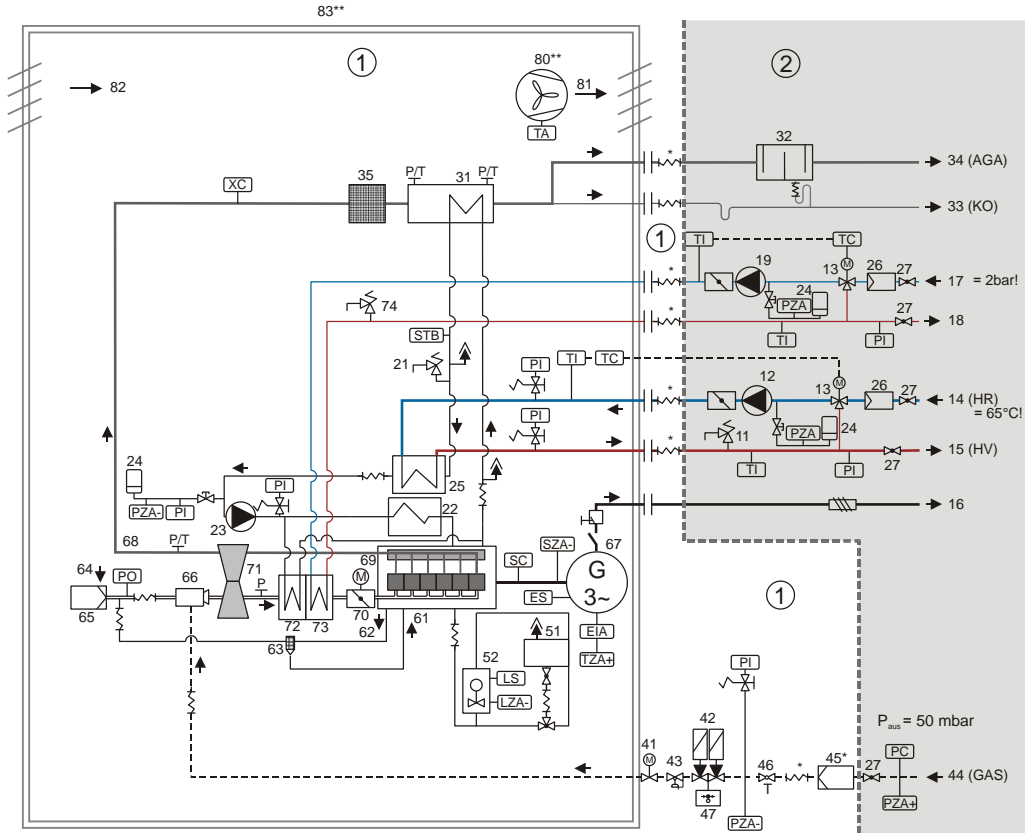 83**
1
80**
2
82
81
TA
32
P/T
31
P/T
34 (AGA)
XC
35
33 (KO)
1
TI
TC
19
13
M
26
27
17 = 2bar!
24
PZA
74
27
18
STB
TI
PI
21
PI
TI
TC
12
13
M
26
27
14 (HR)
= 65°C!
PI
24
PZA
11
15 (HV)
TI
PI
27
24
25
PI
22
16
PZA-
PI
23
68
P/T
69
SC
SZA-
67
71
M
G
3~
64
PO
66
P
ES
65
72
73
70
62
61
1
63
51
EIA
52
TZA+
LS
PI
LZA-
42
P aus = 50 mbar
41
M
43
46
45*
27
PC
44 (GAS)
47
PZA-
PZA+
*
*
*
*
*
*
*